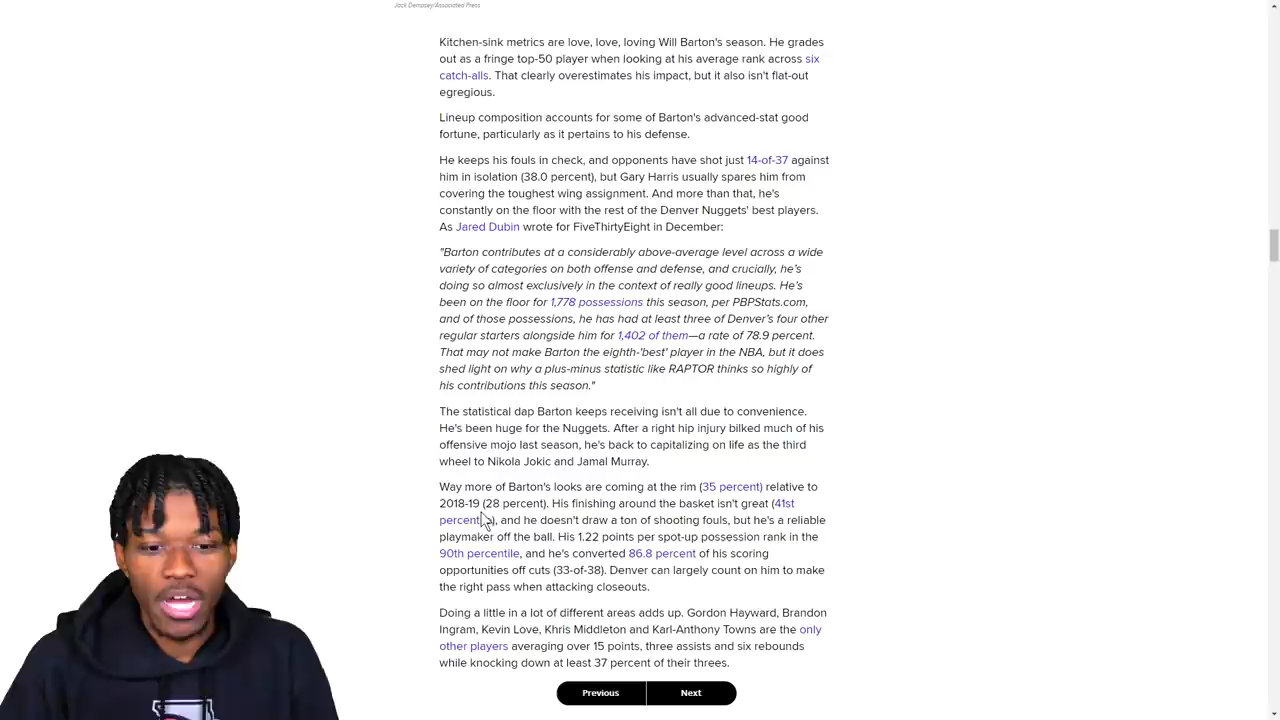 Jack Dempsey/Associated Press
Kitchen-sink metrics are love, love, loving Will Barton's season. He grades
out as a fringe top-50 player when looking at his average rank across six
catch-alls. That clearly overestimates his impact, but it also isn't flat-out
egregious.
Lineup composition accounts for some of Barton's advanced-stat good
fortune, particularly as it pertains to his defense.
He keeps his fouls in check, and opponents have shot just 14-of-37 against
him in isolation (38.0 percent), but Gary Harris usually spares him from
covering the toughest wing assignment. And more than that, he's
constantly on the floor with the rest of the Denver Nuggets' best players.
As Jared Dubin wrote for FiveThirtyEight in December:
"Barton contributes at a considerably above-average level across a wide
variety of categories on both offense and defense, and crucially, he's
doing so almost exclusively in the context of really good lineups. He's
been on the floor for 1,778 possessions this season, per PBPStats.com,
and of those possessions, he has had at least three of Denver's four other
regular starters alongside him for 1,402 of them—a rate of 78.9 percent.
That may not make Barton the eighth-'best' player in the NBA, but it does
shed light on why a plus-minus statistic like RAPTOR thinks so highly of
his contributions this season."
The statistical dap Barton keeps receiving isn't all due to convenience.
He's been huge for the Nuggets. After a right hip injury bilked much of his
offensive mojo last season, he's back to capitalizing on life as the third
wheel to Nikola Jokic and Jamal Murray.
Way more of Barton's looks are coming at the rim (35 percent) relative to
2018-19 (28 percent). His finishing around the basket isn't great (41st
and he doesn't draw a ton of shooting fouls, but he's a reliable
playmaker off the ball. His 1.22 points per spot-up possession rank in the
90th percentile, and he's converted 86.8 percent of his scoring
opportunities off cuts (33-of-38). Denver can largely count on him to make
the right pass when attacking closeouts.
Doing a little in a lot of different areas adds up. Gordon Hayward, Brandon
Ingram, Kevin Love, Khris Middleton and Karl-Anthony Towns are the only
other players averaging over 15 points, three assists and six rebounds
while knocking down at least 37 percent of their threes.
Previous Next